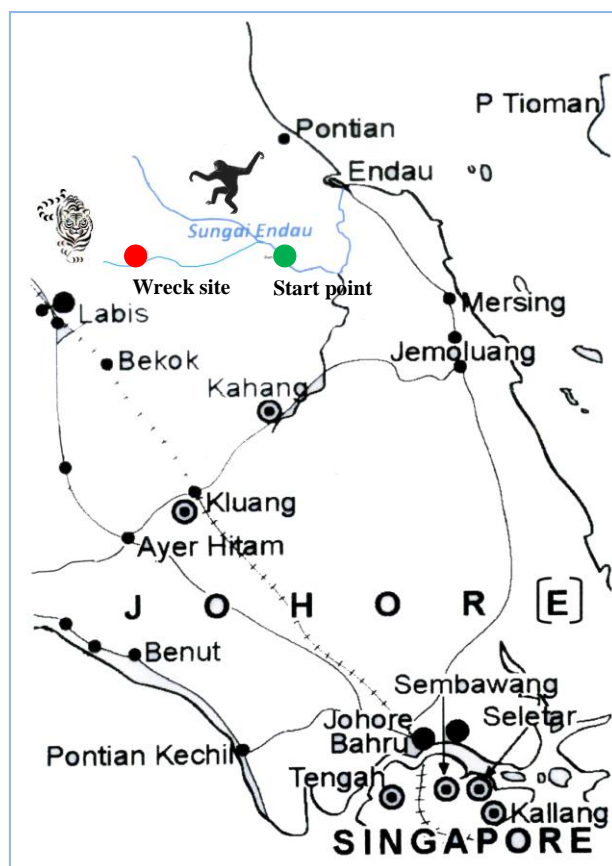 P Tioman
Pontian
Endau
Sungai Endau
Wreck site
Start point
Labis
Mersing
Bekok
Jemoluang
Kahang
Kluang
Ayer Hitam
J O H O R [E]
Benut
Sembawang
Johore
Bahru
Seletar
Pontian Kechil
Tengah
Kallang
SINGAPORE